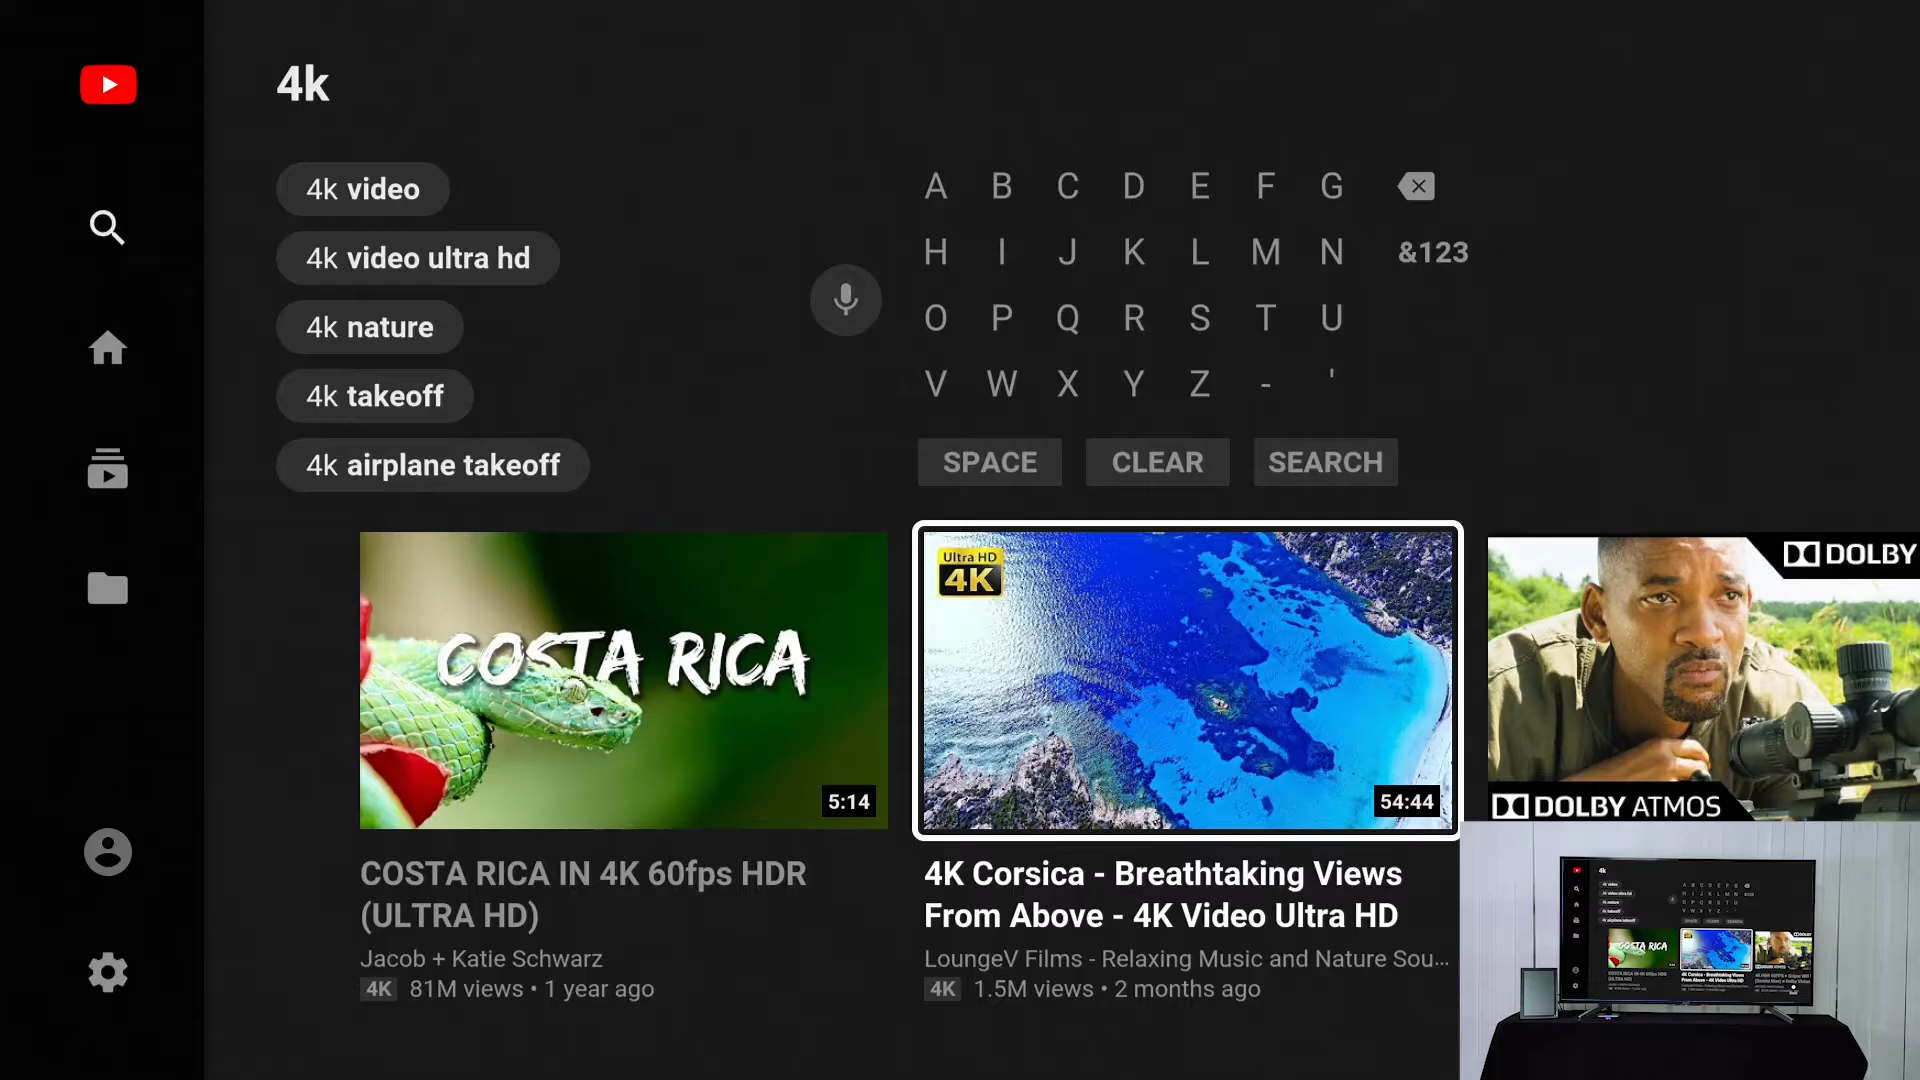 4k
4k video
4k video ultra hd
4k nature
4k takeoff
4k airplane takeoff
A B C D E F G
H I J K L M N &123
O P Q R S T U
V W X Y Z - '
SPACE CLEAR SEARCH
COSTA RICA
5:14
Ultra HD
4K
54:44
DOLBY
DOLBY ATMOS
COSTA RICA IN 4K 60fps HDR
(ULTRA HD)
Jacob + Katie Schwarz
4K 81M views • 1 year ago
4K Corsica - Breathtaking Views
From Above - 4K Video Ultra HD
LoungeV Films - Relaxing Music and Nature Sou...
4K 1.5M views • 2 months ago